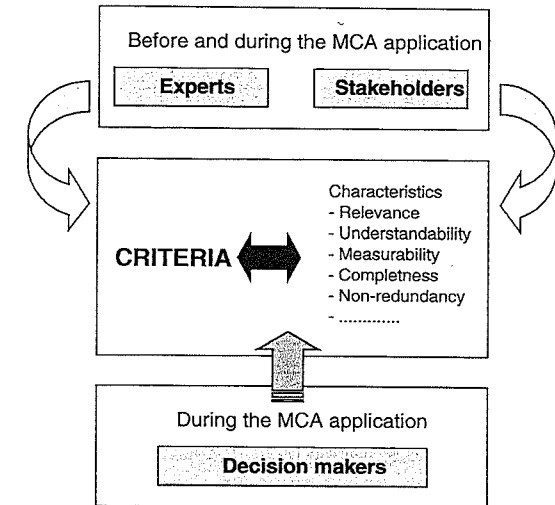 Before and during the MCA application
Experts
Stakeholders
Characteristics
- Relevance
- Understandability
- Measurability
- Completness
- Non-redundancy
- .............
CRITERIA
During the MCA application
Decision makers